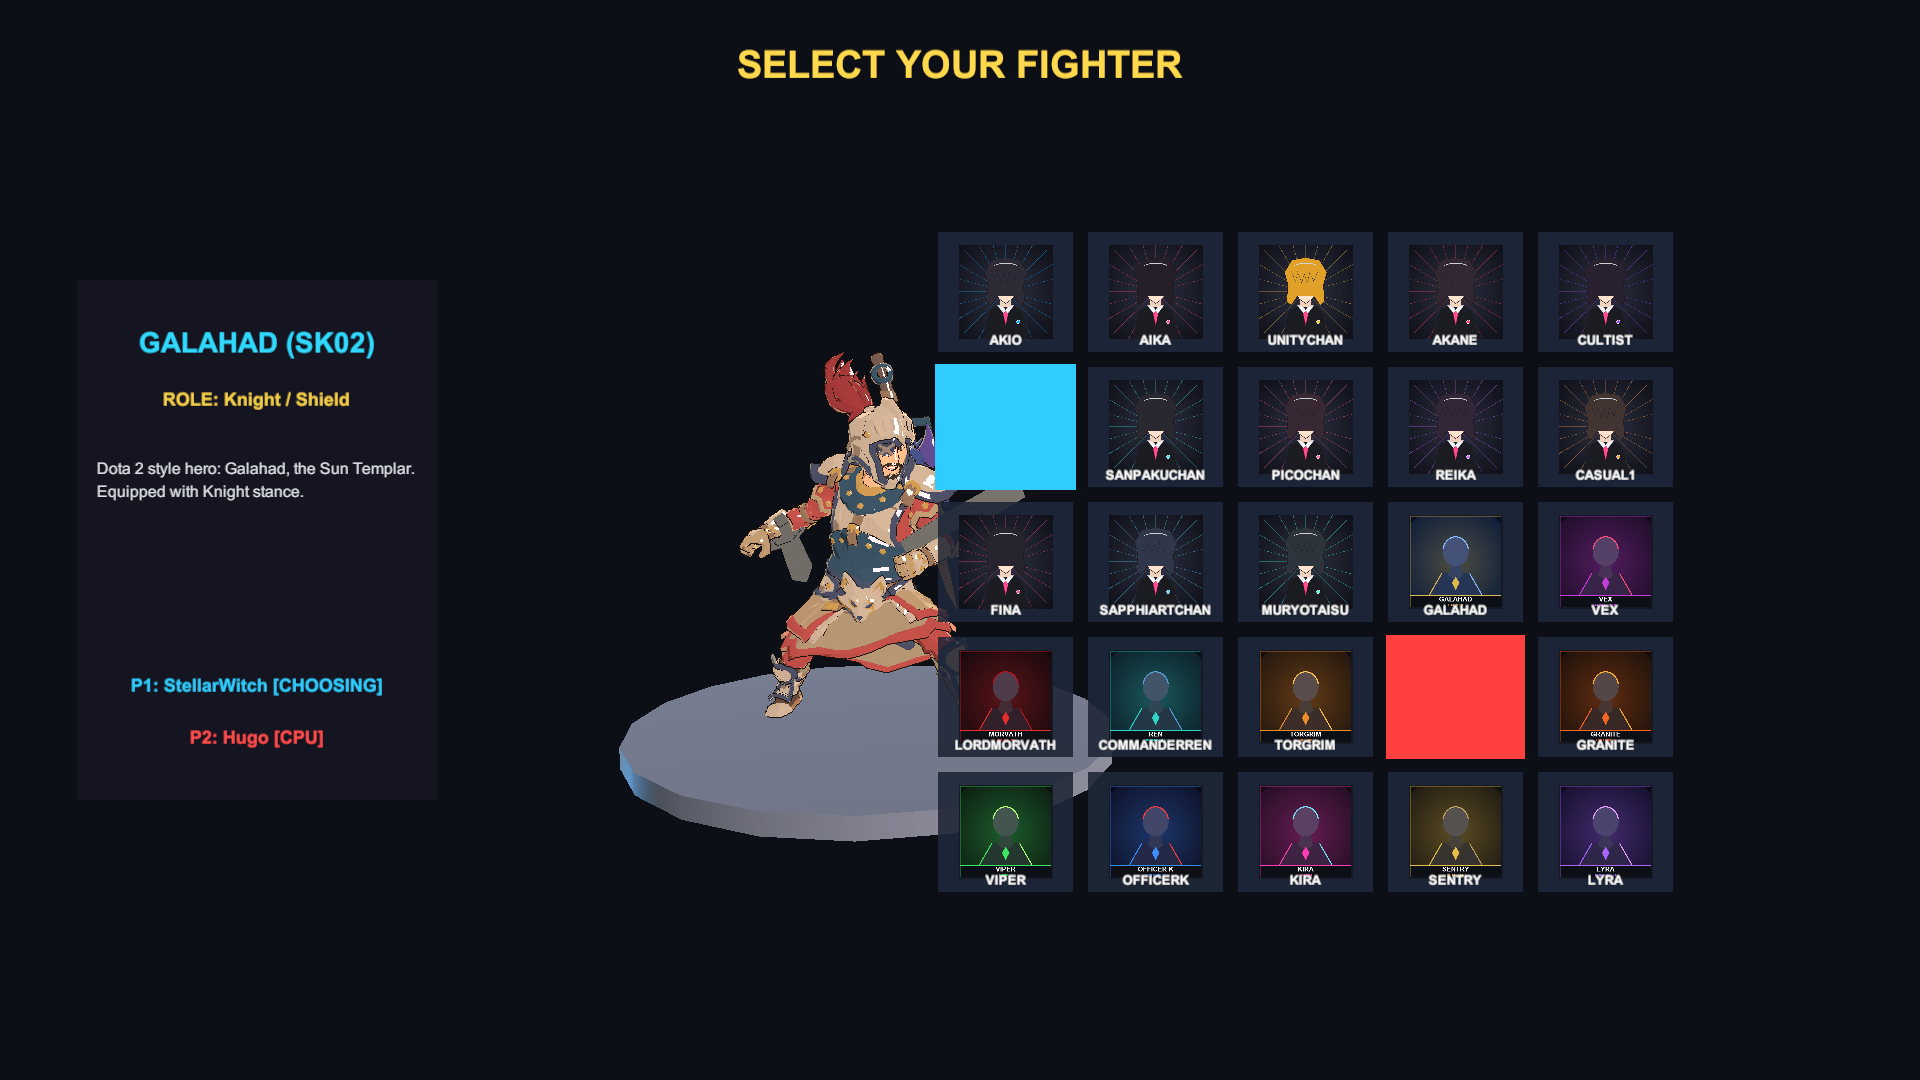 SELECT YOUR FIGHTER
GALAHAD (SK02)
ROLE: Knight / Shield
Dota 2 style hero: Galahad, the Sun Templar.
Equipped with Knight stance.
P1: StellarWitch [CHOOSING]
P2: Hugo [CPU]
AKIO
AIKA
UNITYCHAN
AKANE
CULTIST
SANPAKUCHAN
PICOCHAN
REIKA
CASUAL1
FINA
SAPPHIARTCHAN
MURYOTAISU
GALAHAD
GALAHAD
VEX
VEX
MORVATH
LORDMORVATH
REN
COMMANDERREN
TORGRIM
TORGRIM
GRANITE
GRANITE
VIPER
VIPER
OFFICER K
OFFICERK
KIRA
KIRA
SENTRY
SENTRY
LYRA
LYRA